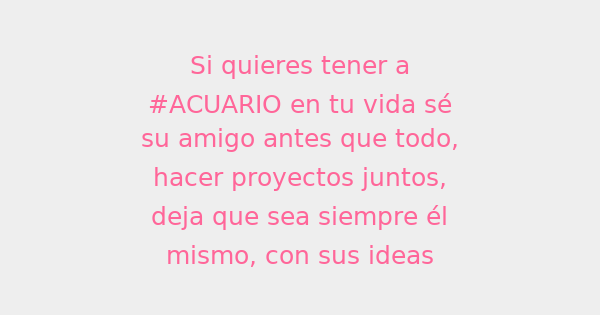 Si quieres tener a
#ACUARIO en tu vida sé
su amigo antes que todo,
hacer proyectos juntos,
deja que sea siempre él
mismo, con sus ideas